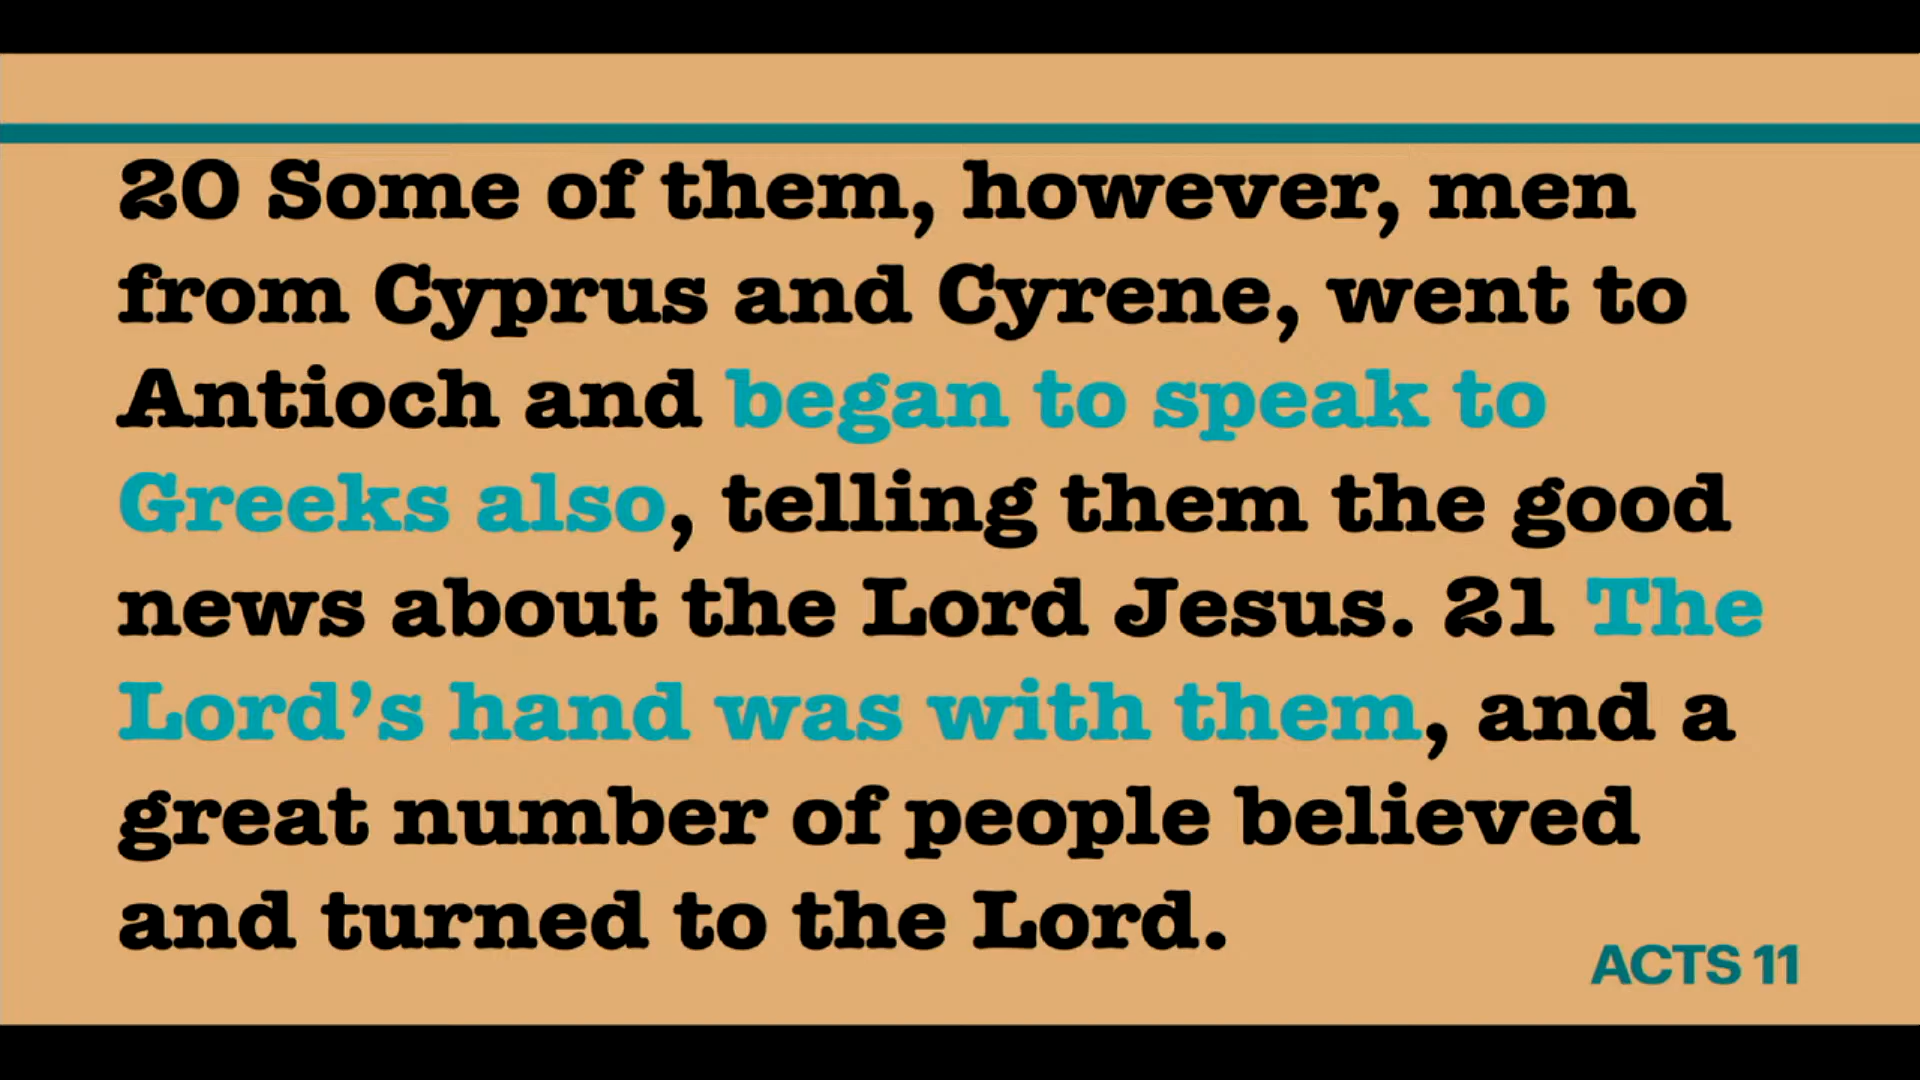 20 Some of them, however, men
from Cyprus and Cyrene, went to
Antioch and began to speak to
Greeks also, telling them the good
news about the Lord Jesus. 21 The
Lord’s hand was with them, and a
great number of people believed
and turned to the Lord.
ACTS 11